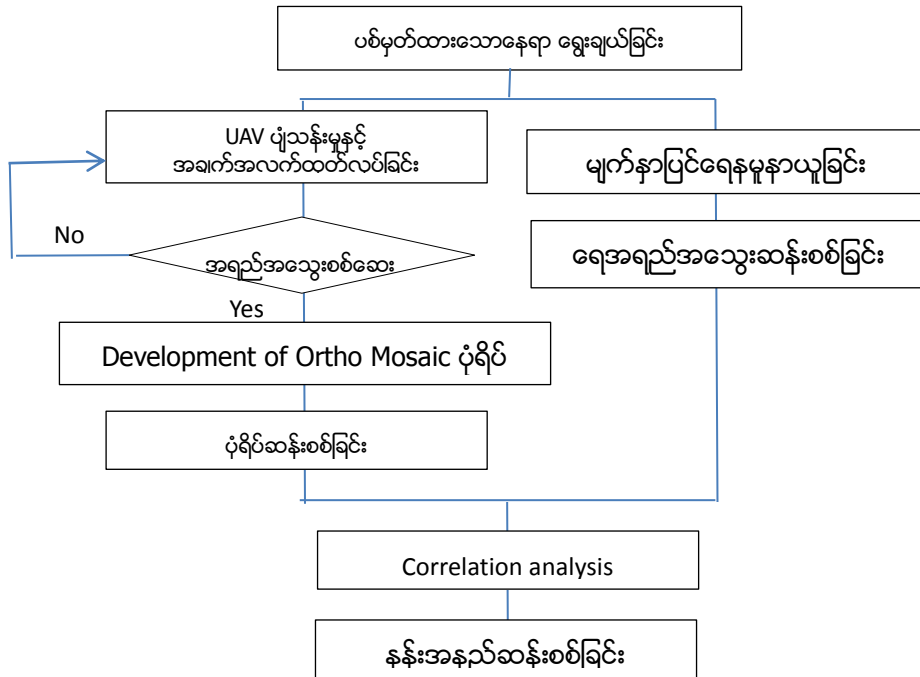 ပစ်မှတ်ထားသောနေရာ ရွေးချယ်ခြင်း
UAV ပျံသန်းမှုနှင့်
အချက်အလက်ထုတ်လုပ်ခြင်း
မျက်နှာပြင်ရေနမူနာယူခြင်း
No
အရည်အသွေးစစ်ဆေး
ရေအရည်အသွေးဆန်းစစ်ခြင်း
Yes
Development of Ortho Mosaic ပုံရိပ်
ပုံရိပ်ဆန်းစစ်ခြင်း
Correlation analysis
နှန်းအနည်ဆန်းစစ်ခြင်း